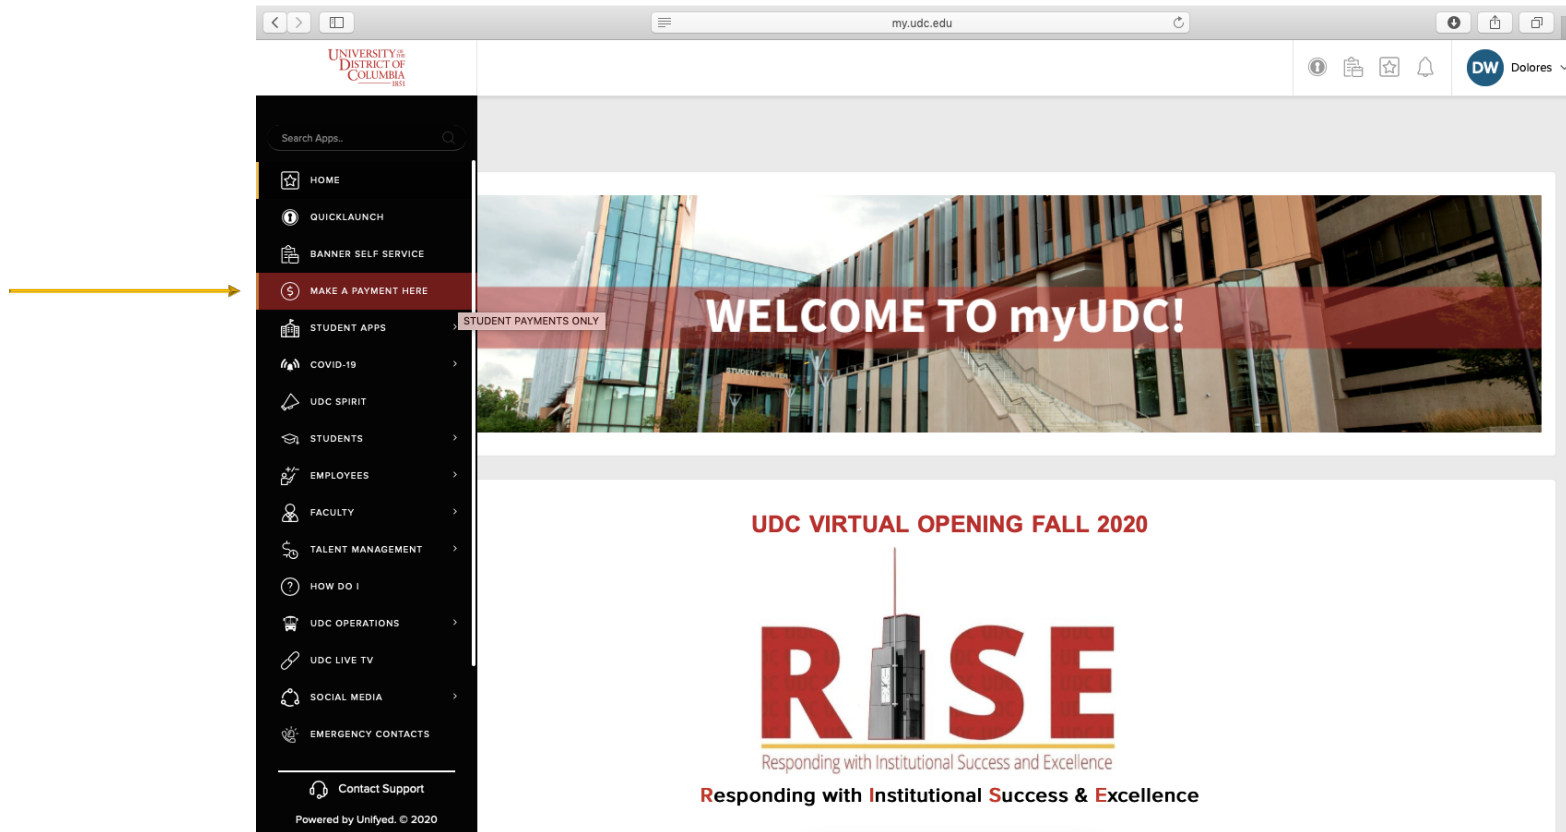 my.udc.edu
UNIVERSITY OF THE
DISTRICT OF
COLUMBIA
1851
DW Dolores
Search Apps..
HOME
QUICKLAUNCH
BANNER SELF SERVICE
MAKE A PAYMENT HERE
STUDENT APPS
STUDENT PAYMENTS ONLY
COVID-19
UDC SPIRIT
STUDENTS
EMPLOYEES
FACULTY
TALENT MANAGEMENT
HOW DO I
UDC OPERATIONS
UDC LIVE TV
SOCIAL MEDIA
EMERGENCY CONTACTS
Contact Support
Powered by Unifyed. © 2020
WELCOME TO myUDC!
STUDENT CENTER
UDC VIRTUAL OPENING FALL 2020
RISE
Responding with Institutional Success and Excellence
Responding with Institutional Success & Excellence